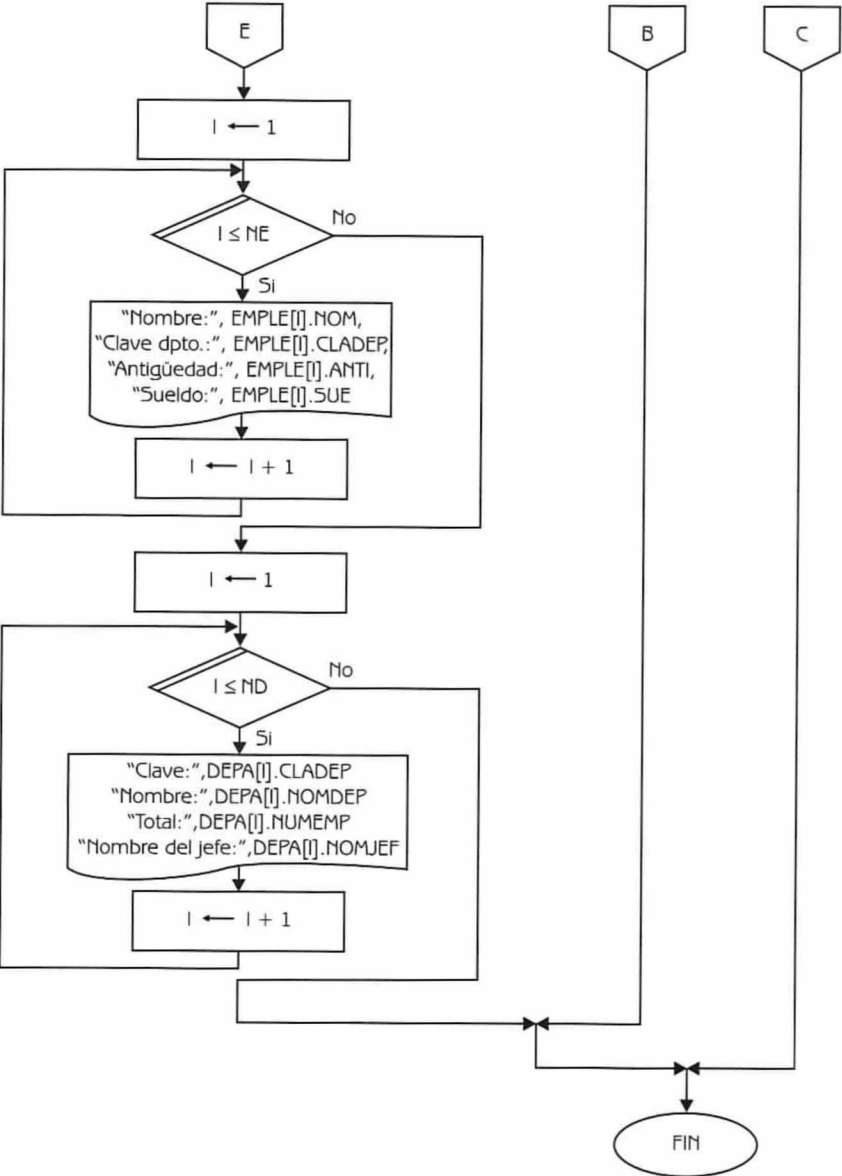 E
B
C
I ← 1
I ≤ NE
No
Si
"Nombre:", EMPLE[I].NOM,
"Clave dpto.:", EMPLE[I].CLADEP,
"Antigüedad:", EMPLE[I].ANTI,
"Sueldo:", EMPLE[I].SUE
I ← I + 1
I ← 1
I ≤ ND
No
Si
"Clave:",DEPA[I].CLADEP
"Nombre:",DEPA[I].NOMDEP
"Total:",DEPA[I].NUMEMP
"Nombre del jefe:",DEPA[I].NOMJEF
I ← I + 1
FIN